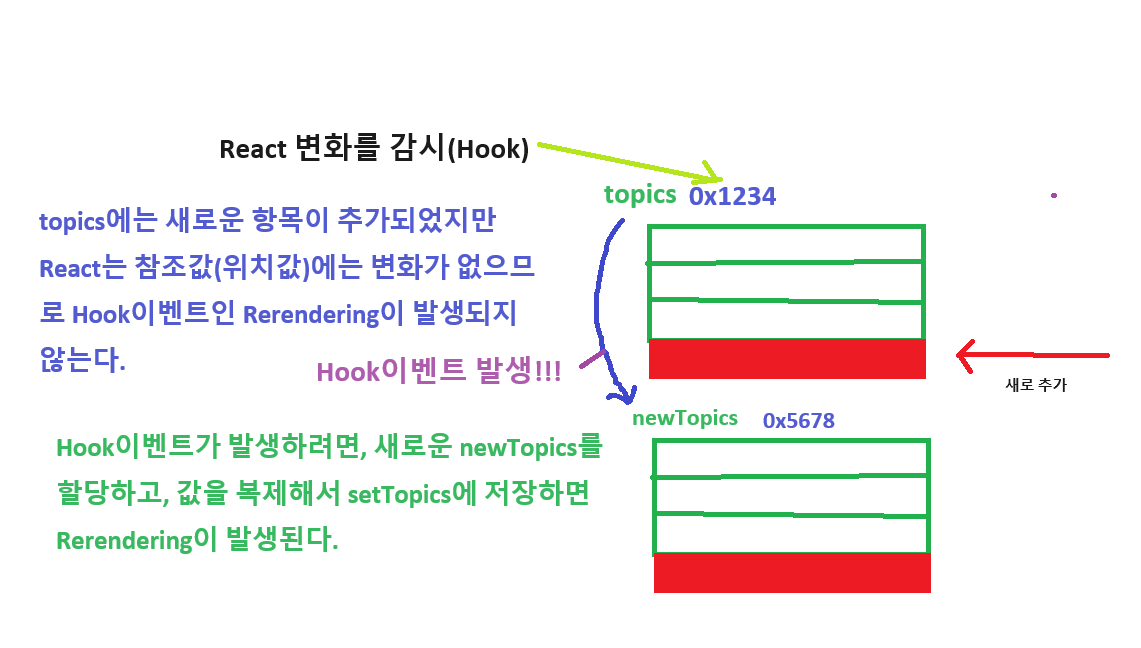 React 변화를 감시(Hook)
topics 0x1234
topics에는 새로운 항목이 추가되었지만
React는 참조값(위치값)에는 변화가 없으므
로 Hook이벤트인 Rerendering이 발생되지
않는다.
Hook이벤트 발생!!!
새로 추가
newTopics 0x5678
Hook이벤트가 발생하려면, 새로운 newTopics를
할당하고, 값을 복제해서 setTopics에 저장하면
Rerendering이 발생된다.